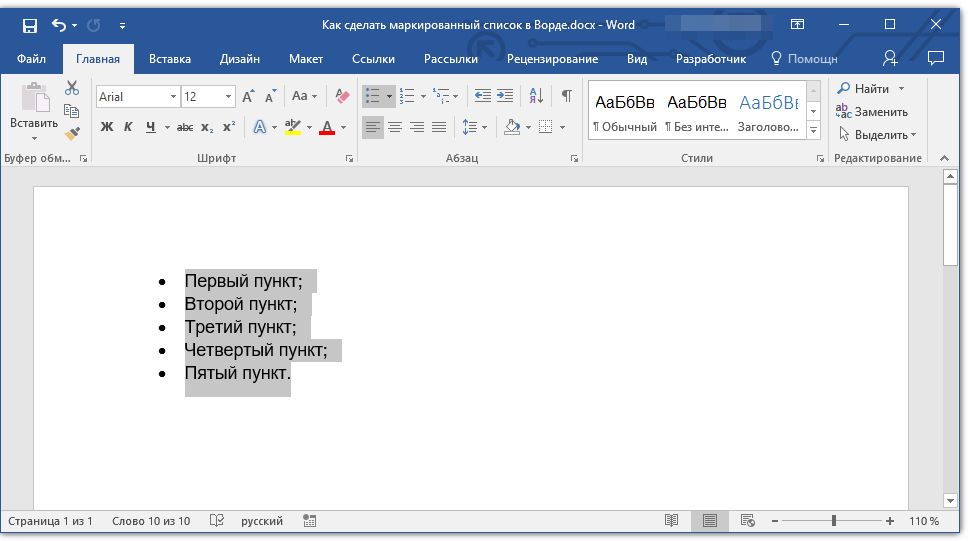 Как сделать маркированный список в Ворде.docx - Word
Файл Главная Вставка Дизайн Макет Ссылки Рассылки Рецензирование Вид Разработчик Помощн
Arial 12 Aa Найти
Вставить АаБбВв АаБбВв АаБбВ Заменить
Ж К Ч abc x₂ x² A ab A ¶ Обычный ¶ Без инте... Заголово... Выделить
Буфер обм... Шрифт Абзац Стили Редактирование
• Первый пункт;
• Второй пункт;
• Третий пункт;
• Четвертый пункт;
• Пятый пункт.
Страница 1 из 1 Слово 10 из 10 русский 110 %